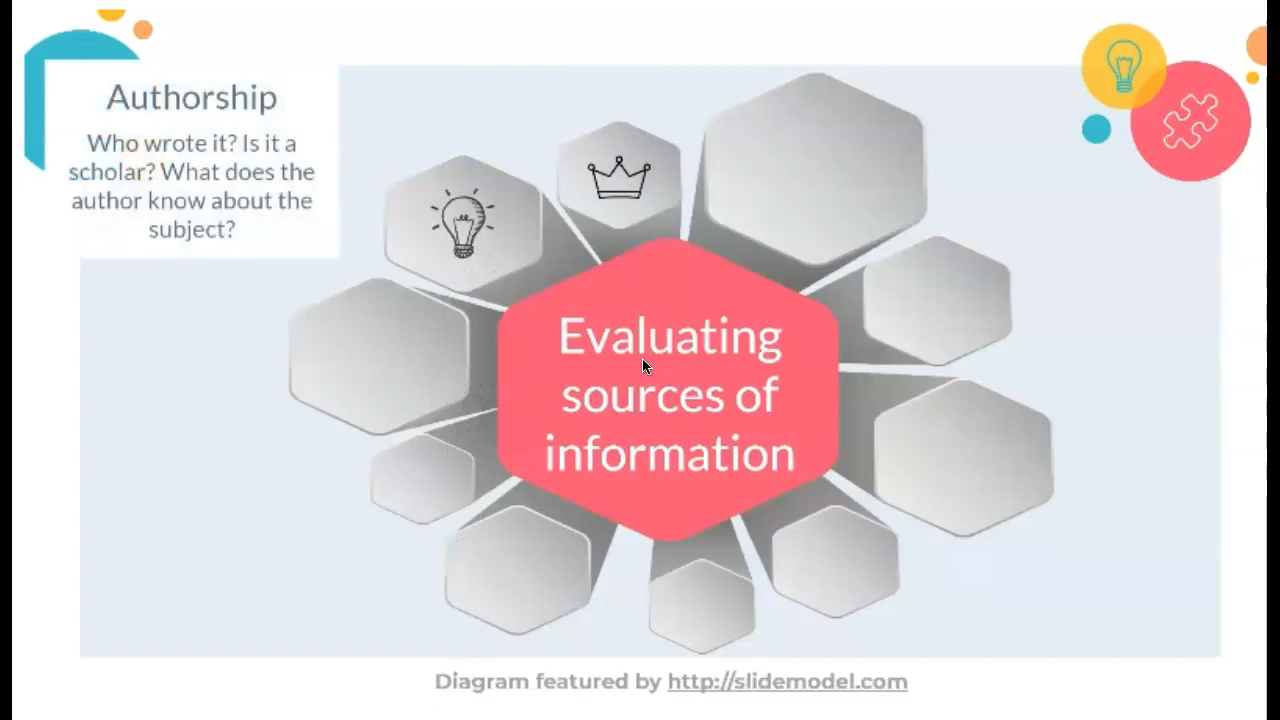 Authorship
Who wrote it? Is it a
scholar? What does the
author know about the
subject?
Evaluating
sources of
information
Diagram featured by http://slidemodel.com